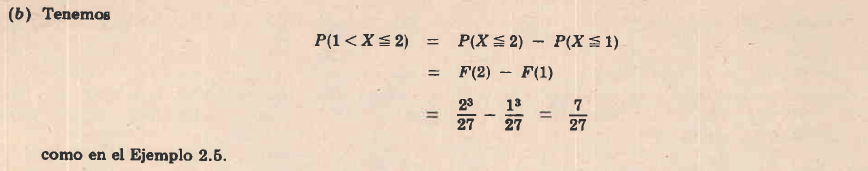 (b) Tenemos
P(1 < X ≦ 2) = P(X ≦ 2) − P(X ≦ 1)
= F(2) − F(1)
= 2³/27 − 1³/27 = 7/27
como en el Ejemplo 2.5.